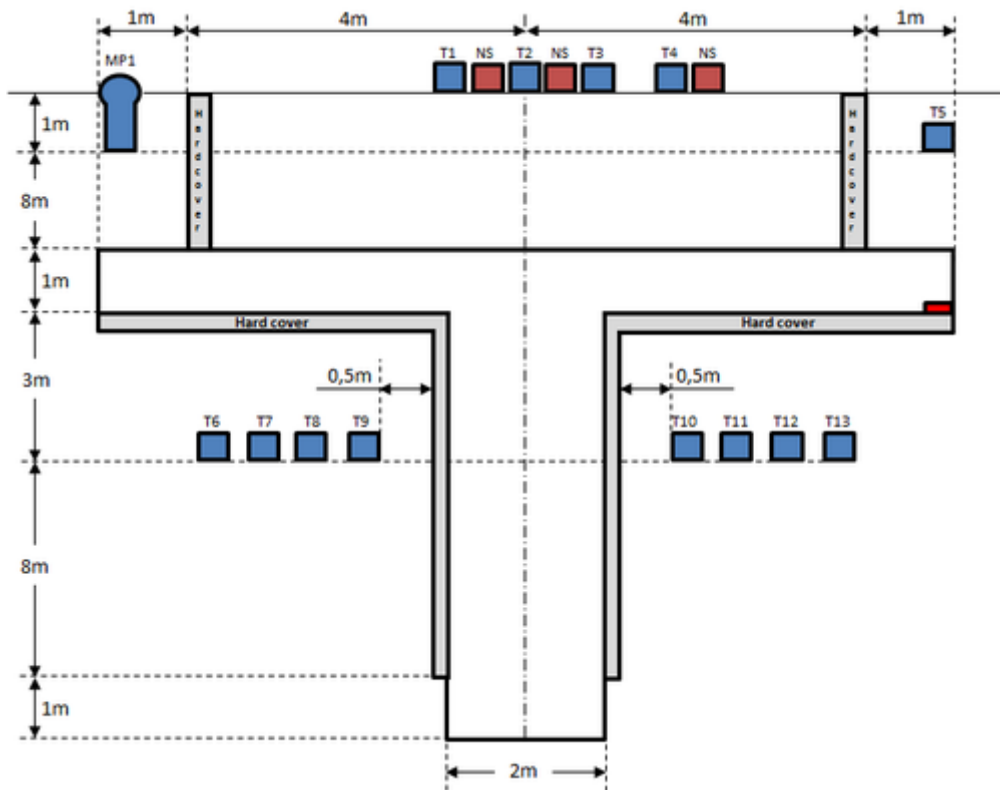 1m 4m 4m 1m
MP1 T1 NS T2 NS T3 T4 NS
1m Hardcover Hardcover T5
8m
1m
Hard cover Hard cover
3m 0,5m 0,5m
T6 T7 T8 T9 T10 T11 T12 T13
8m
1m
2m